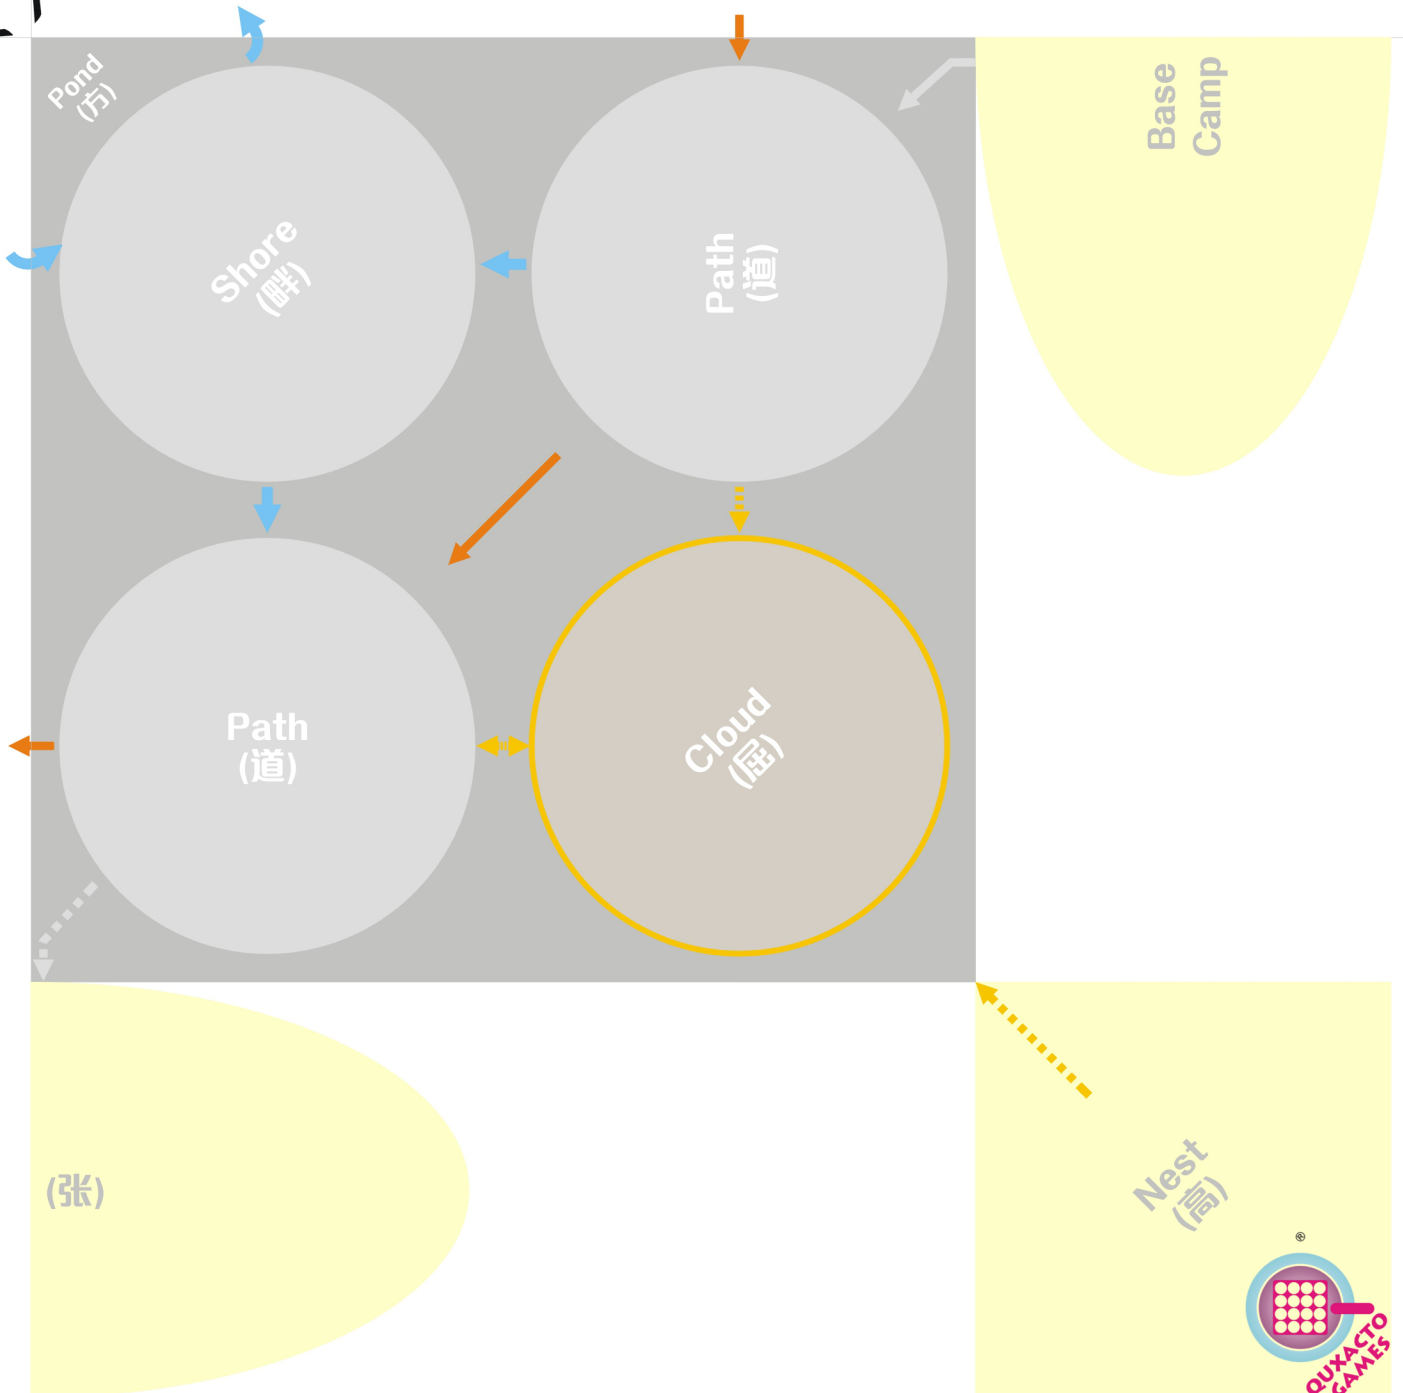 Pond
(方)
Base
Camp
Shore
(畔)
Path
(道)
Path
(道)
Cloud
(屈)
(张)
Nest
(高)
®
QUXACTO
GAMES